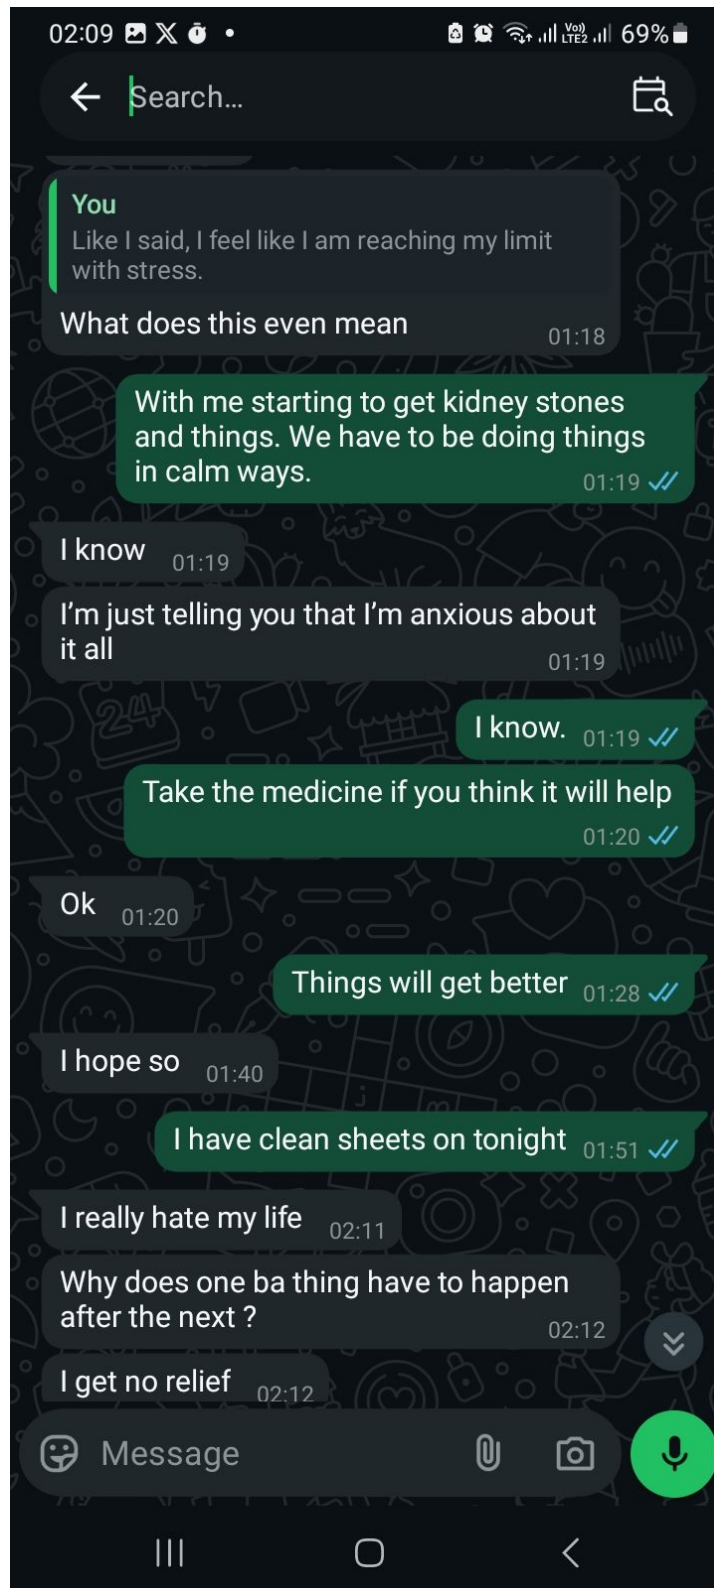 02:09
Vo))
LTE2
69%
Search...
You
Like I said, I feel like I am reaching my limit
with stress.
What does this even mean
01:18
With me starting to get kidney stones
and things. We have to be doing things
in calm ways.
01:19
I know 01:19
I'm just telling you that I'm anxious about
it all
01:19
I know. 01:19
Take the medicine if you think it will help
01:20
Ok 01:20
Things will get better 01:28
I hope so 01:40
I have clean sheets on tonight 01:51
I really hate my life 02:11
Why does one ba thing have to happen
after the next ?
02:12
I get no relief 02:12
Message